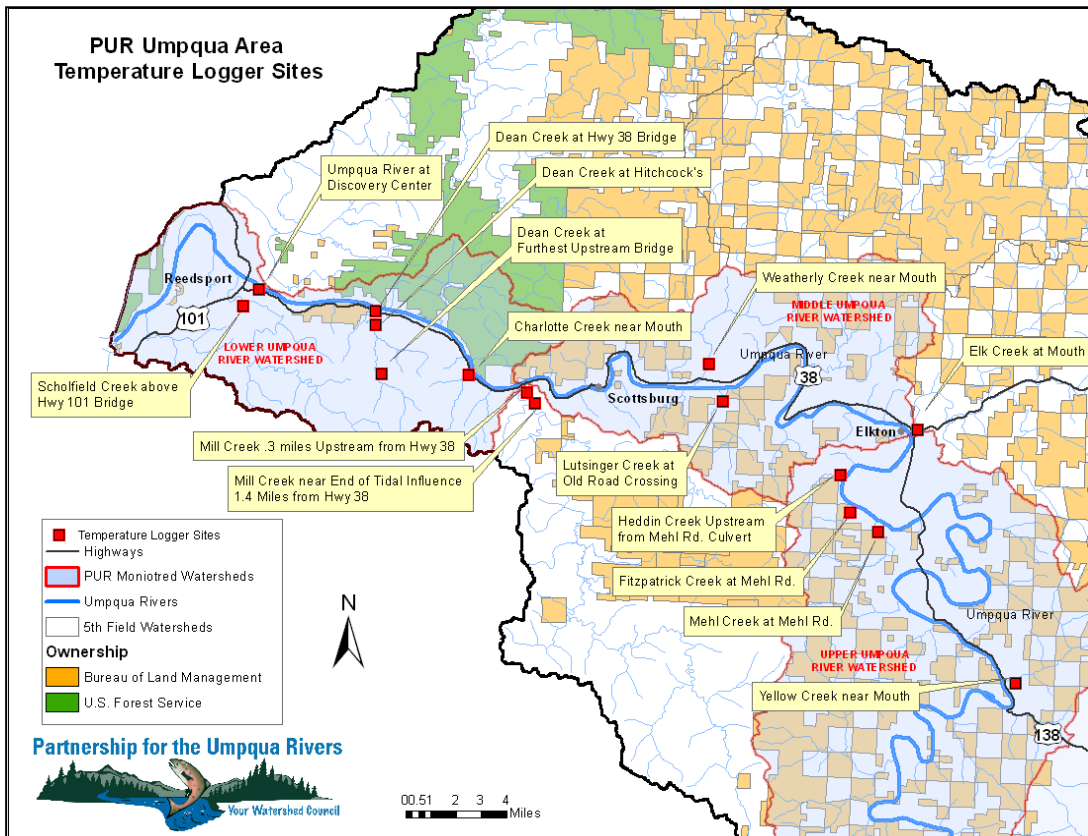 PUR Umpqua Area
Temperature Logger Sites
Dean Creek at Hwy 38 Bridge
Umpqua River at
Discovery Center
Dean Creek at Hitchcock's
Dean Creek at
Furthest Upstream Bridge
Weatherly Creek near Mouth
Reedsport
MIDDLE UMPQUA
RIVER WATERSHED
101
Charlotte Creek near Mouth
LOWER UMPQUA
RIVER WATERSHED
Umpqua River
Elk Creek at Mouth
38
Scholfield Creek above
Hwy 101 Bridge
Scottsburg
Elkton
Mill Creek .3 miles Upstream from Hwy 38
Mill Creek near End of Tidal Influence
1.4 Miles from Hwy 38
Lutsinger Creek at
Old Road Crossing
Heddin Creek Upstream
from Mehl Rd. Culvert
Fitzpatrick Creek at Mehl Rd.
Mehl Creek at Mehl Rd.
Umpqua River
UPPER UMPQUA
RIVER WATERSHED
Yellow Creek near Mouth
138
Temperature Logger Sites
Highways
PUR Moniotred Watersheds
Umpqua Rivers
5th Field Watersheds
Ownership
Bureau of Land Management
U.S. Forest Service
N
Partnership for the Umpqua Rivers
Your Watershed Council
00.51 2 3 4
Miles